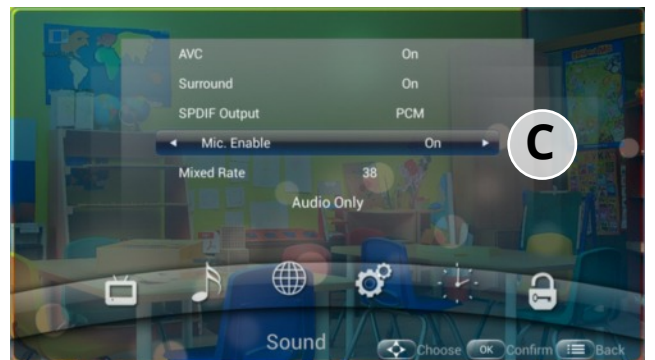 AVC On
Surround On
SPDIF Output PCM
Mic. Enable On
C
Mixed Rate 38
Audio Only
Sound
Choose OK Confirm Back